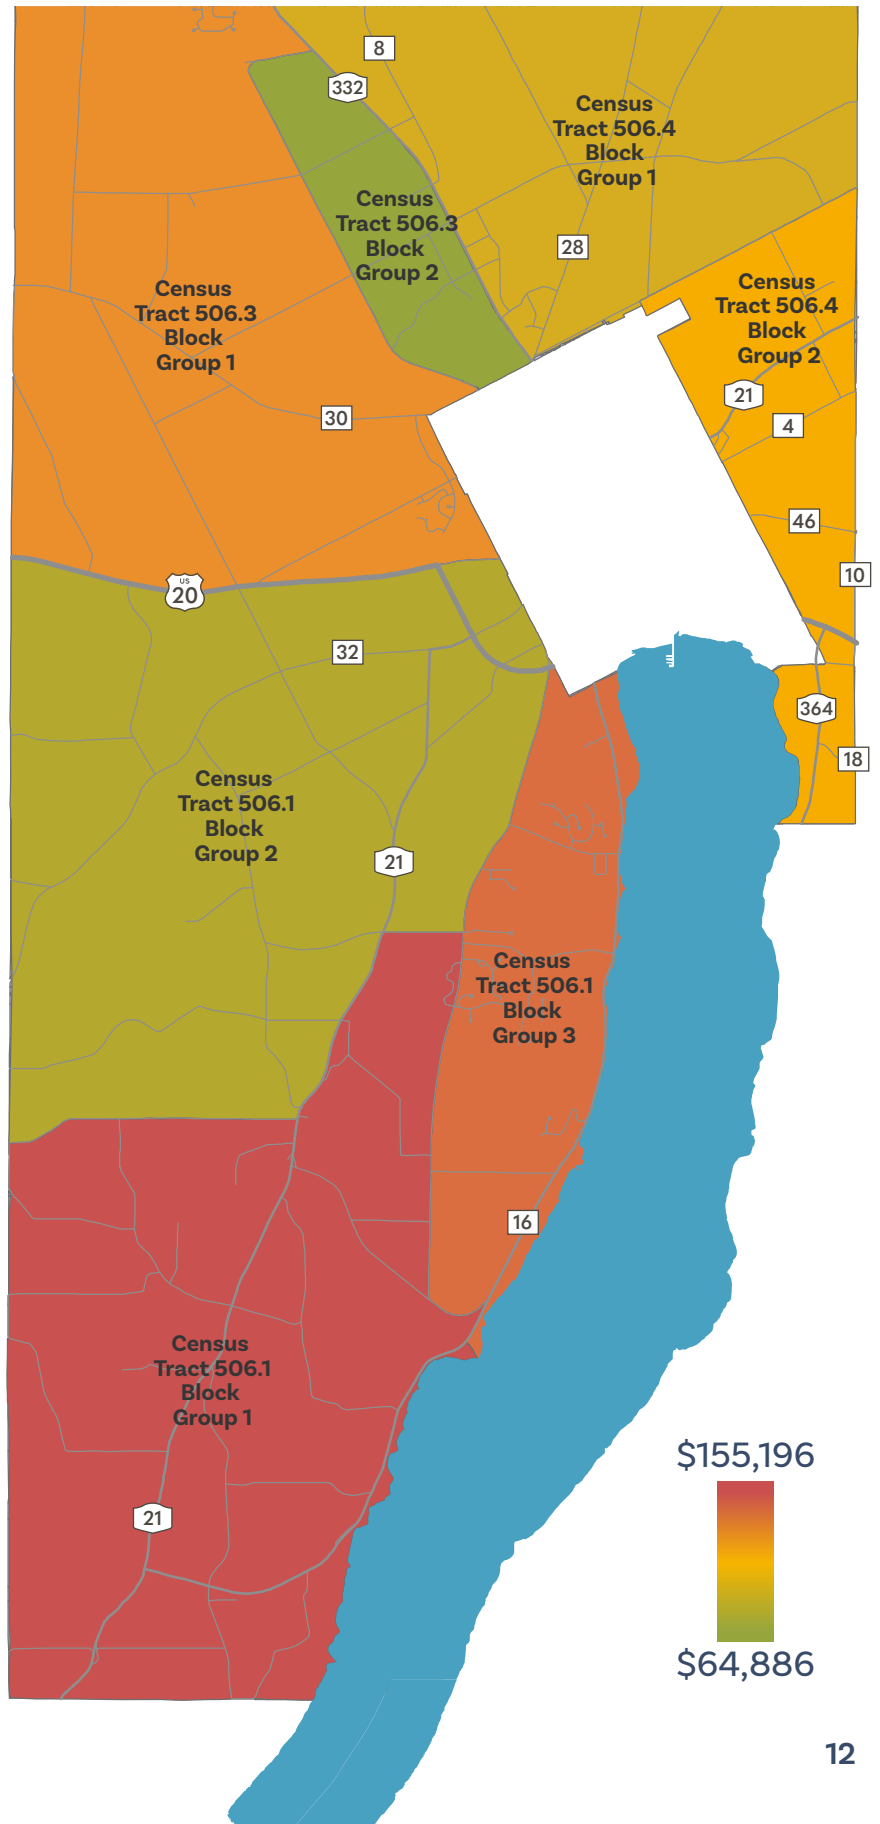 8
332
Census
Tract 506.4
Block
Group 1
Census
Tract 506.3
Block
Group 2
28
Census
Tract 506.3
Block
Group 1
Census
Tract 506.4
Block
Group 2
21
30
4
46
10
US
20
32
364
18
Census
Tract 506.1
Block
Group 2
21
Census
Tract 506.1
Block
Group 3
16
Census
Tract 506.1
Block
Group 1
21
$155,196
$64,886
12